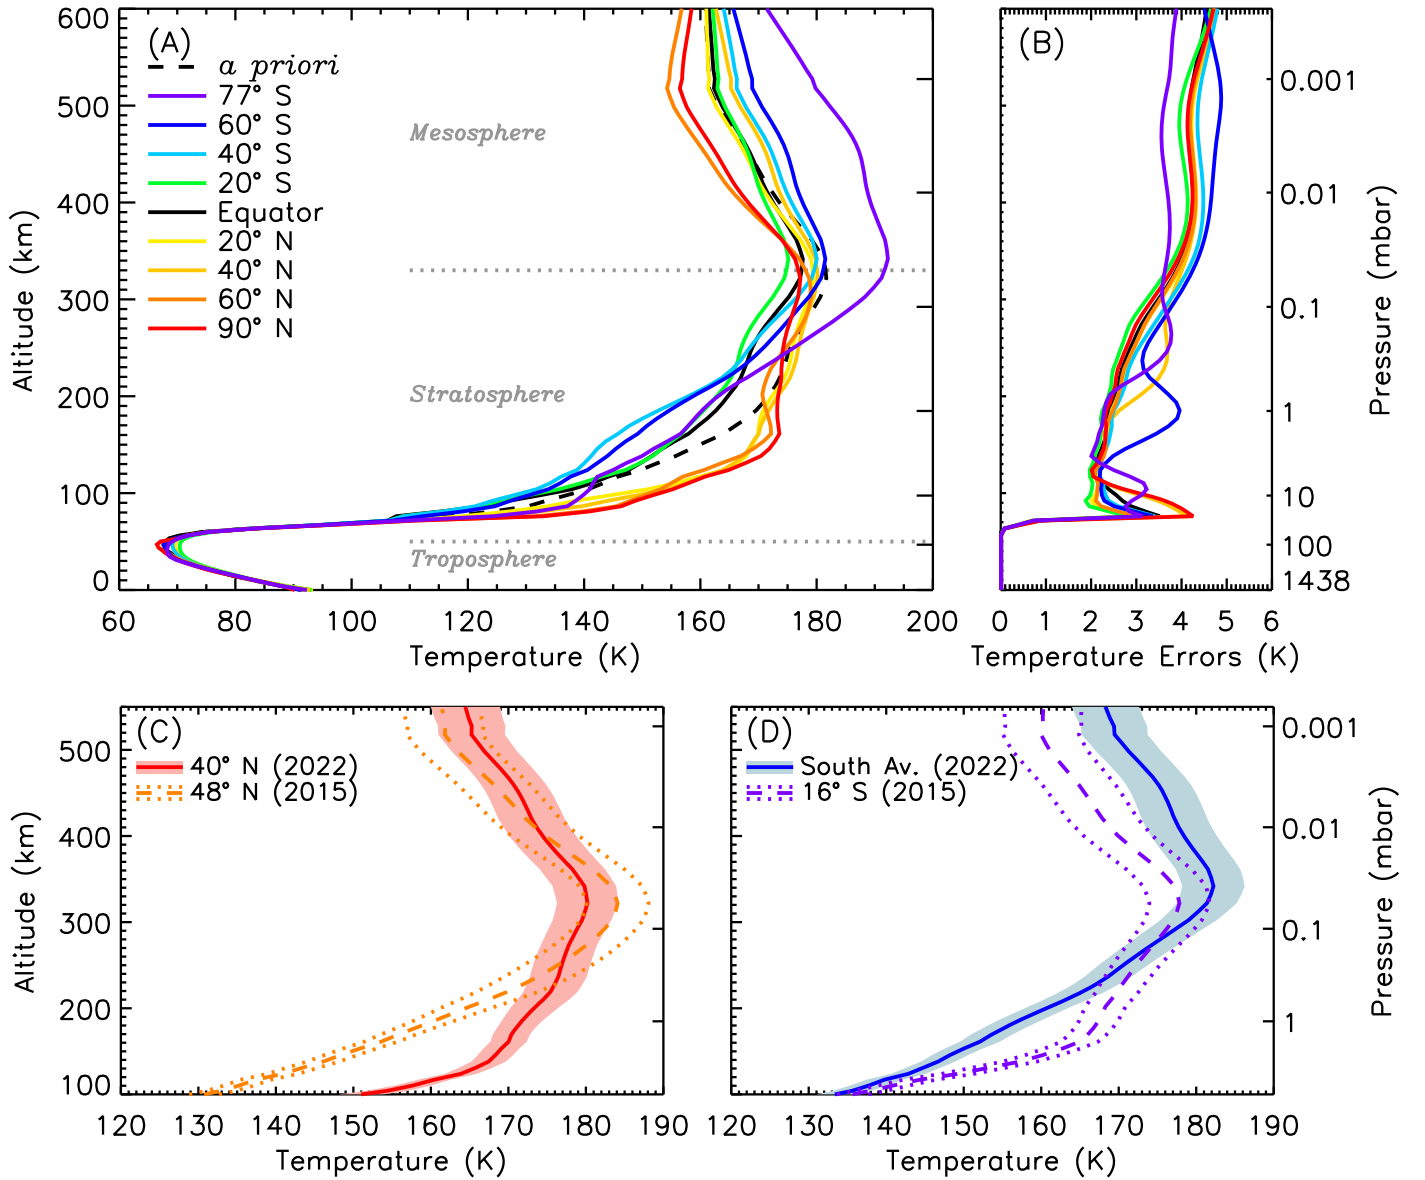 (A)
a priori
77° S
60° S
40° S
20° S
Equator
20° N
40° N
60° N
90° N
Mesosphere
Stratosphere
Troposphere
600
500
400
300
200
100
0
Altitude (km)
60 80 100 120 140 160 180 200
Temperature (K)
(B)
0.001
0.01
0.1
1
10
100
1438
Pressure (mbar)
0 1 2 3 4 5 6
Temperature Errors (K)
(C)
40° N (2022)
48° N (2015)
500
400
300
200
100
Altitude (km)
120 130 140 150 160 170 180 190
Temperature (K)
(D)
South Av. (2022)
16° S (2015)
0.001
0.01
0.1
1
Pressure (mbar)
120 130 140 150 160 170 180 190
Temperature (K)